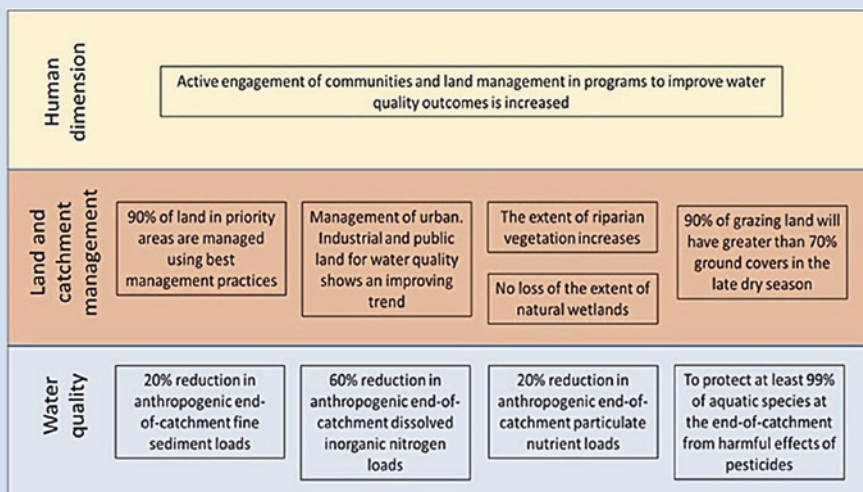 Human
dimension
Active engagement of communities and land management in programs to improve water
quality outcomes is increased
Land and
catchment
management
90% of land in priority
areas are managed
using best
management practices
Management of urban.
Industrial and public
land for water quality
shows an improving
trend
The extent of riparian
vegetation increases
No loss of the extent of
natural wetlands
90% of grazing land will
have greater than 70%
ground covers in the
late dry season
Water
quality
20% reduction in
anthropogenic end-
of-catchment fine
sediment loads
60% reduction in
anthropogenic end-of-
catchment dissolved
inorganic nitrogen
loads
20% reduction in
anthropogenic end-of-
catchment particulate
nutrient loads
To protect at least 99%
of aquatic species at
the end-of-catchment
from harmful effects of
pesticides